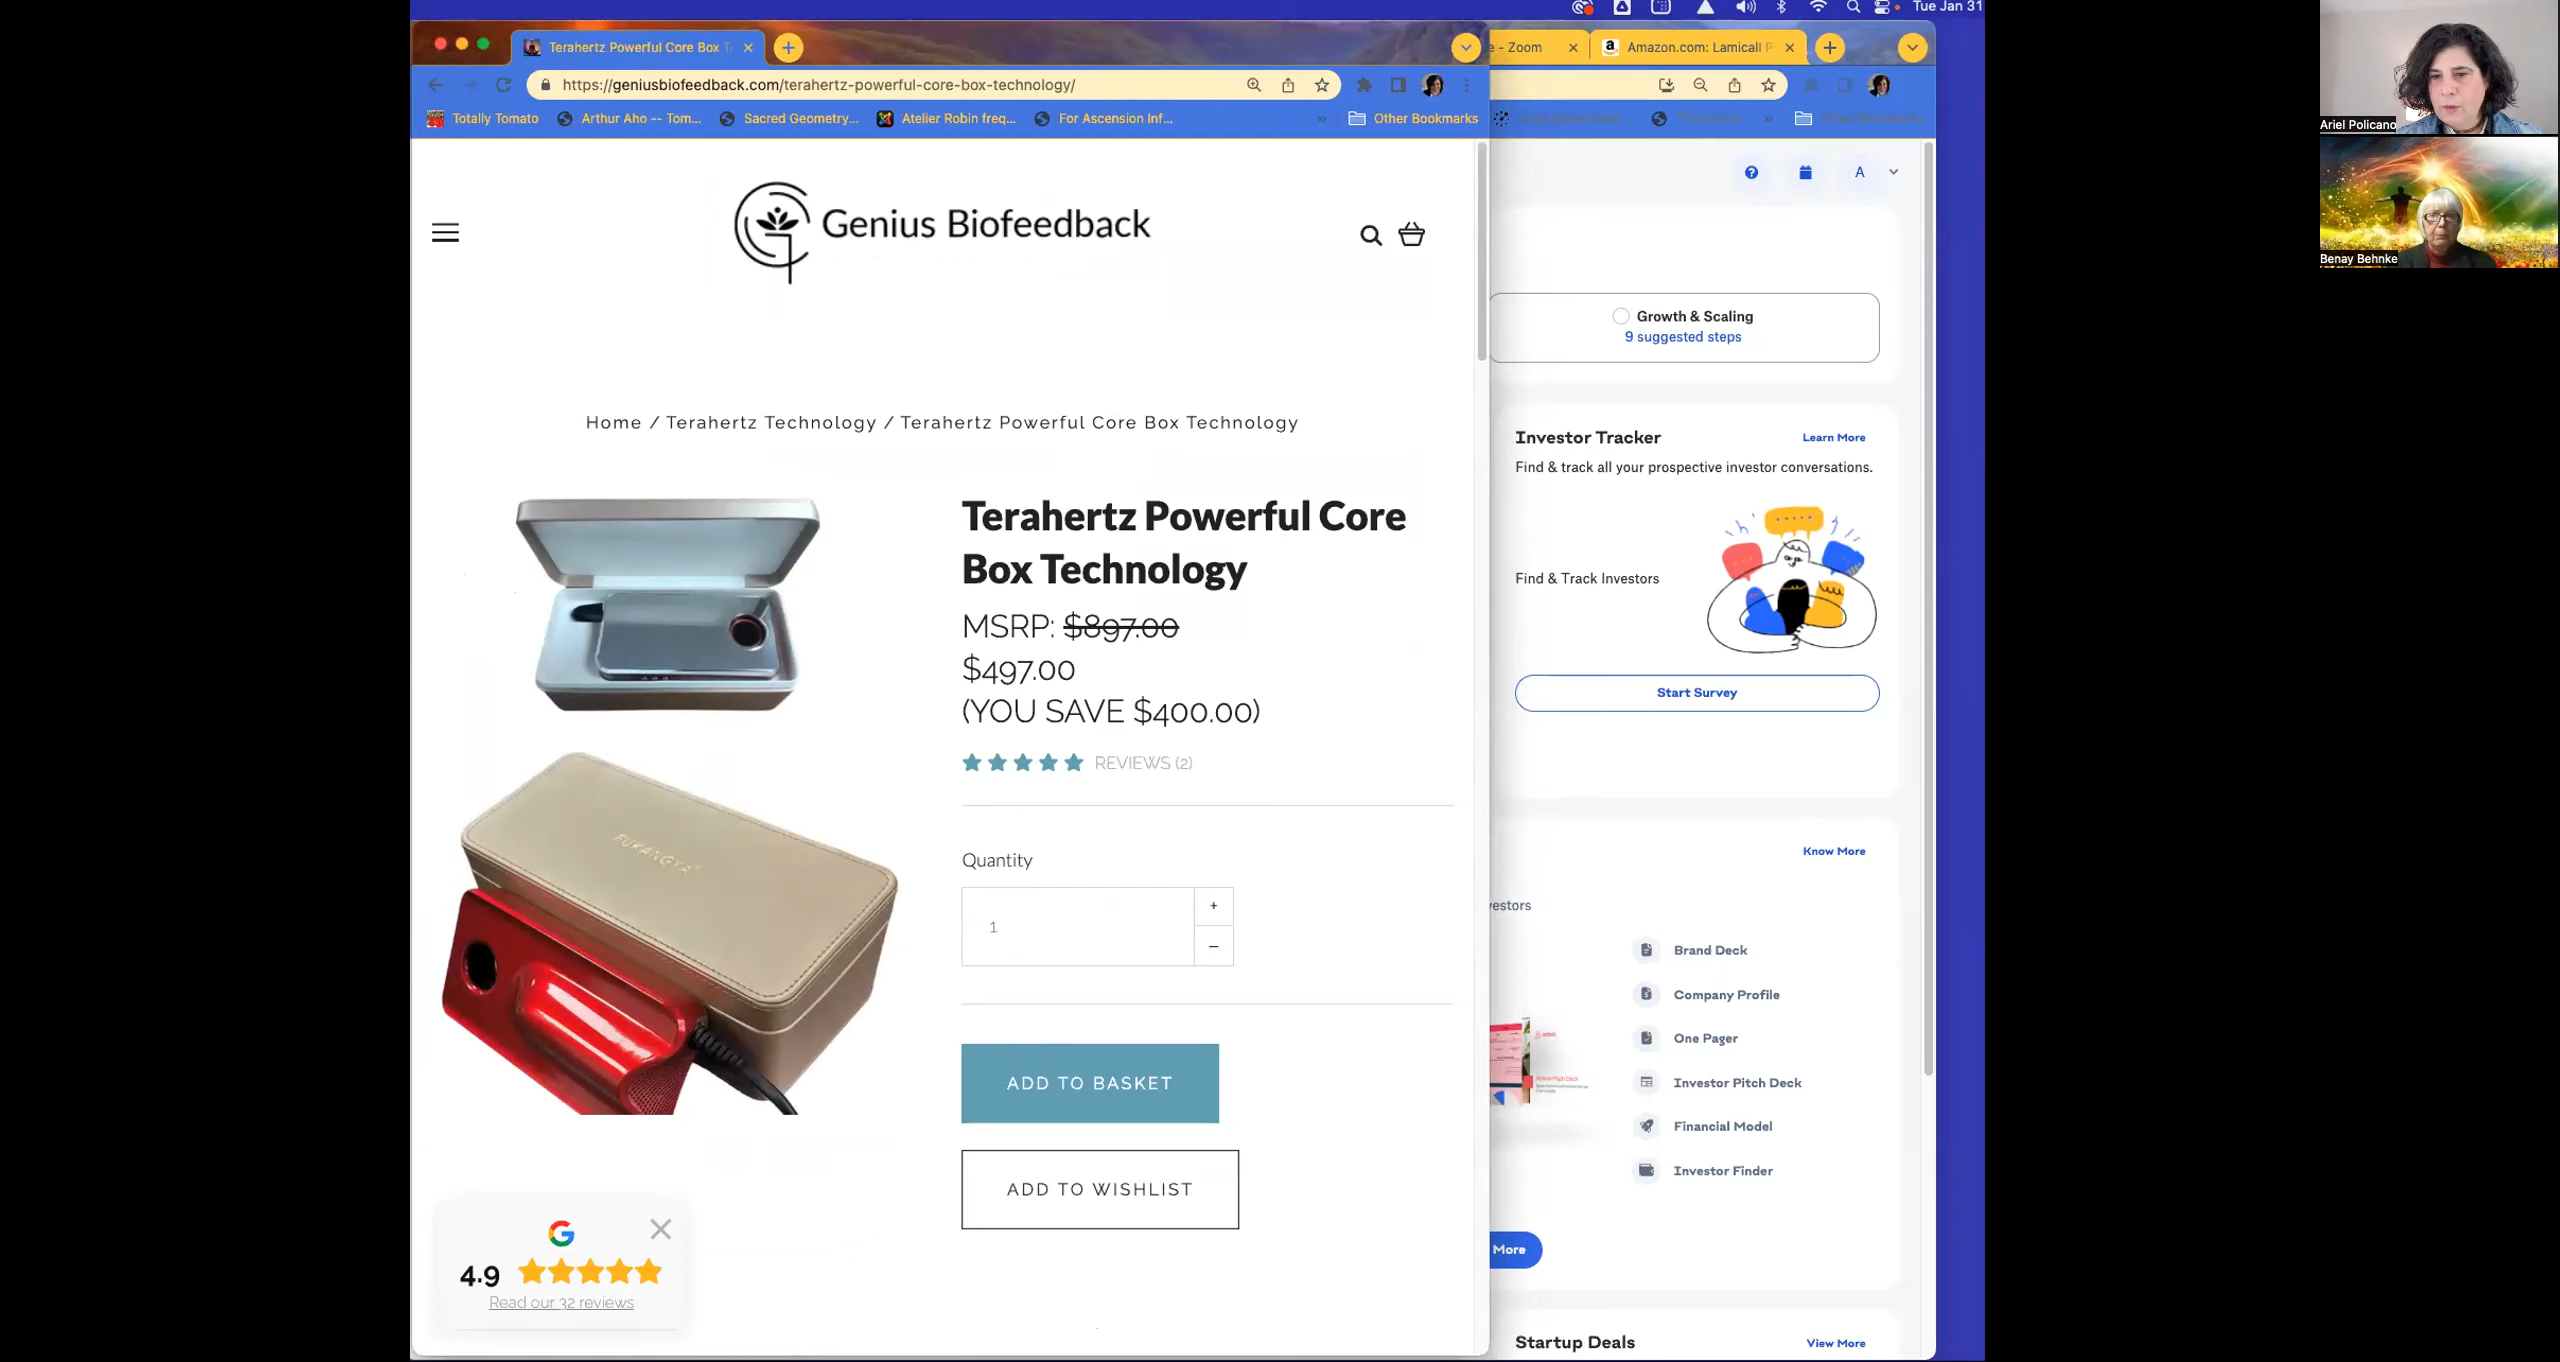 Tue Jan 31
Terahertz Powerful Core Box T
e - Zoom
Amazon.com: Lamicall P
https://geniusbiofeedback.com/terahertz-powerful-core-box-technology/
Totally Tomato
Arthur Aho -- Tom...
Sacred Geometry...
Atelier Robin freq...
For Ascension Inf...
»
Other Bookmarks
Genius Biofeedback
A
Growth & Scaling
9 suggested steps
Home / Terahertz Technology / Terahertz Powerful Core Box Technology
Terahertz Powerful Core
Box Technology
MSRP: $897.00
$497.00
(YOU SAVE $400.00)
REVIEWS (2)
Quantity
1
+
−
ADD TO BASKET
ADD TO WISHLIST
FURANGYA
4.9
Read our 32 reviews
Investor Tracker
Learn More
Find & track all your prospective investor conversations.
Find & Track Investors
Start Survey
Know More
vestors
Brand Deck
Company Profile
One Pager
Investor Pitch Deck
Financial Model
Investor Finder
More
Startup Deals
View More
Ariel Policano
Benay Behnke